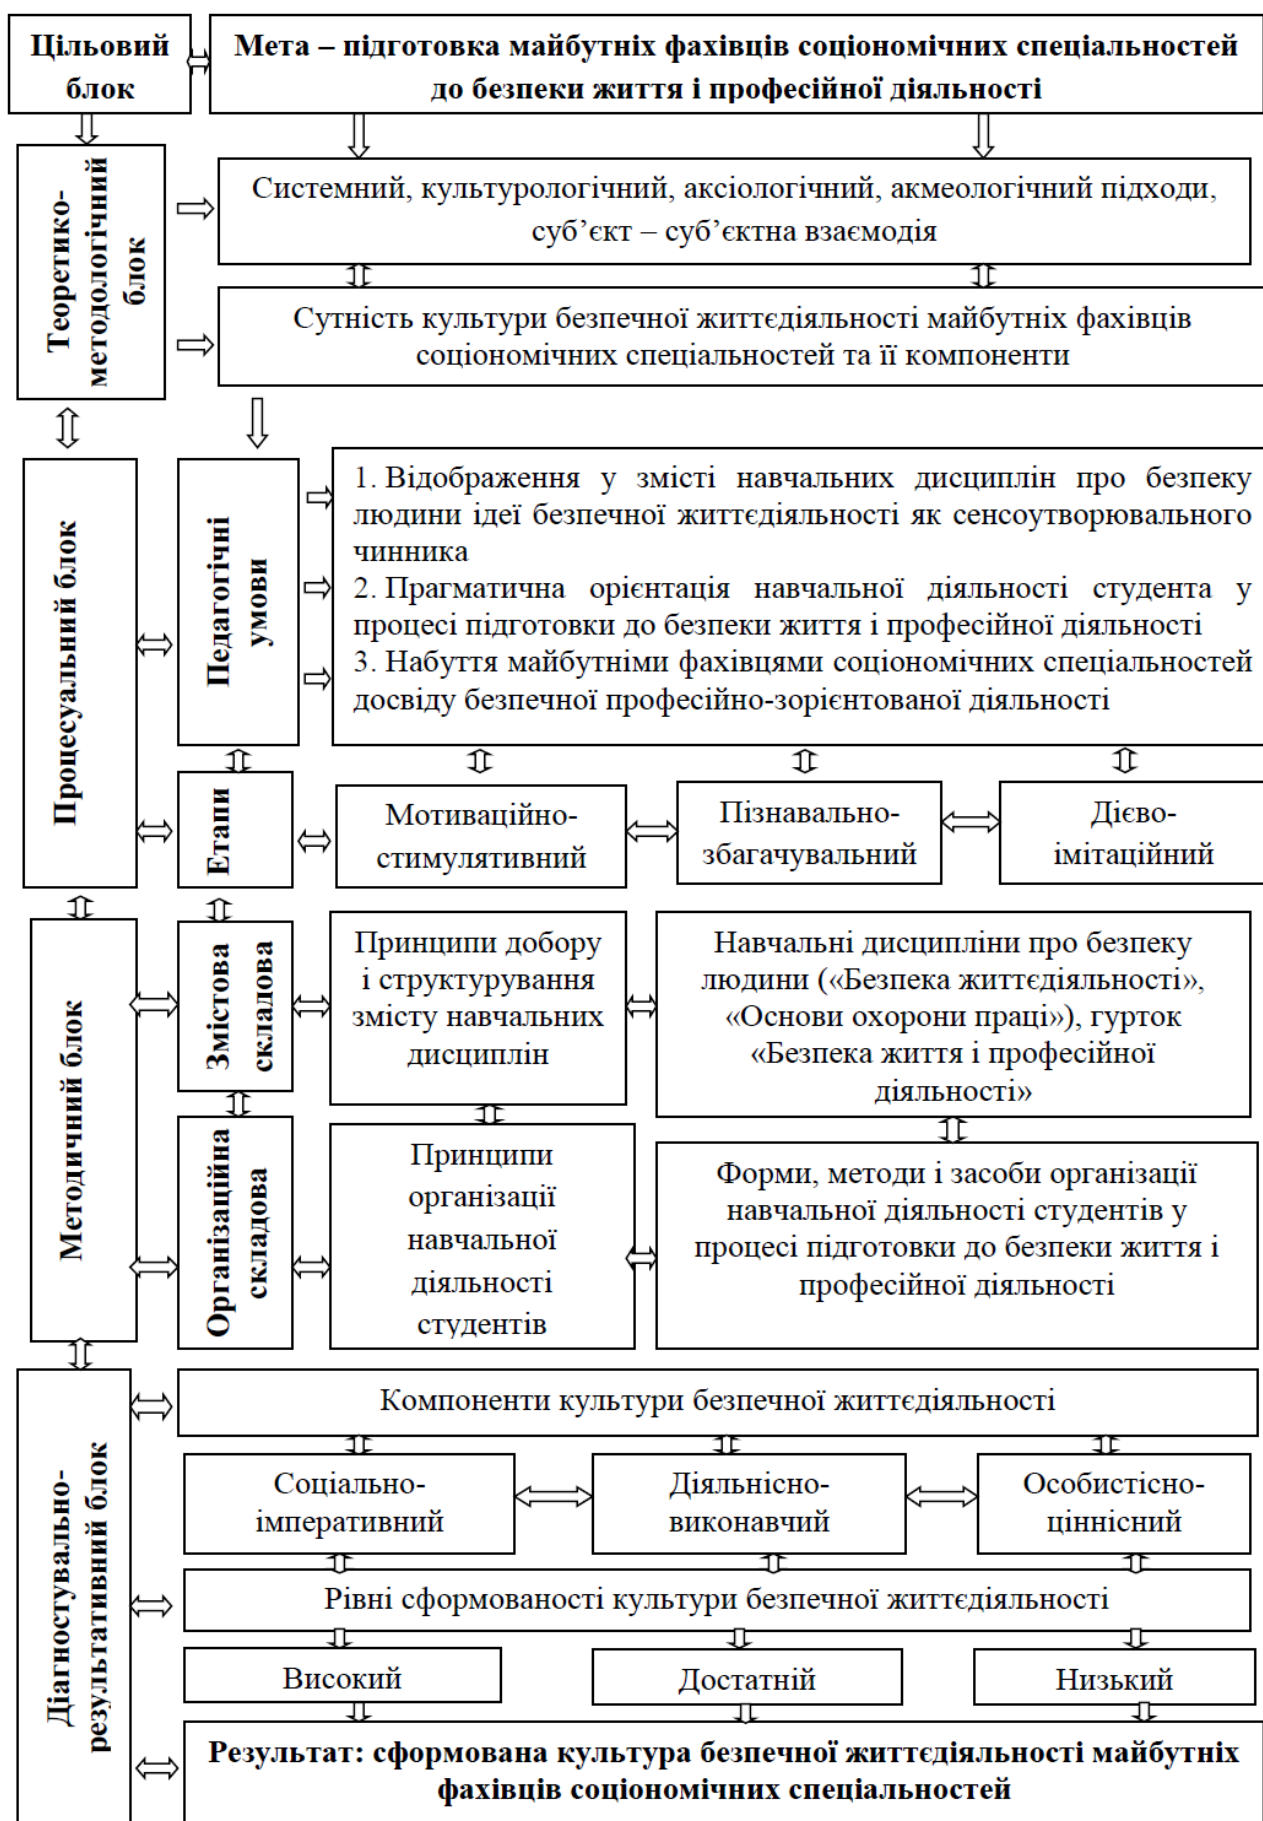 Цільовий
блок
Мета – підготовка майбутніх фахівців соціономічних спеціальностей
до безпеки життя і професійної діяльності
Теоретико-
методологічний
блок
Системний, культурологічний, аксіологічний, акмеологічний підходи,
суб’єкт – суб’єктна взаємодія
Сутність культури безпечної життєдіяльності майбутніх фахівців
соціономічних спеціальностей та її компоненти
Процесуальний блок
Педагогічні
умови
1. Відображення у змісті навчальних дисциплін про безпеку
людини ідеї безпечної життєдіяльності як сенсоутворювального
чинника
2. Прагматична орієнтація навчальної діяльності студента у
процесі підготовки до безпеки життя і професійної діяльності
3. Набуття майбутніми фахівцями соціономічних спеціальностей
досвіду безпечної професійно-зорієнтованої діяльності
Етапи
Мотиваційно-
стимулятивний
Пізнавально-
збагачувальний
Дієво-
імітаційний
Методичний блок
Змістова
складова
Принципи добору
і структурування
змісту навчальних
дисциплін
Навчальні дисципліни про безпеку
людини («Безпека життєдіяльності»,
«Основи охорони праці»), гурток
«Безпека життя і професійної
діяльності»
Організаційна
складова
Принципи
організації
навчальної
діяльності
студентів
Форми, методи і засоби організації
навчальної діяльності студентів у
процесі підготовки до безпеки життя і
професійної діяльності
Діагностувально-
результативний блок
Компоненти культури безпечної життєдіяльності
Соціально-
імперативний
Діяльнісно-
виконавчий
Особистісно-
ціннісний
Рівні сформованості культури безпечної життєдіяльності
Високий
Достатній
Низький
Результат: сформована культура безпечної життєдіяльності майбутніх
фахівців соціономічних спеціальностей